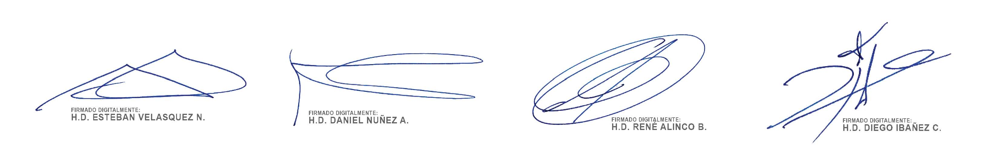 FIRMADO DIGITALMENTE:
H.D. ESTEBAN VELASQUEZ N.
FIRMADO DIGITALMENTE:
H.D. DANIEL NUÑEZ A.
FIRMADO DIGITALMENTE:
H.D. RENÉ ALINCO B.
FIRMADO DIGITALMENTE:
H.D. DIEGO IBAÑEZ C.